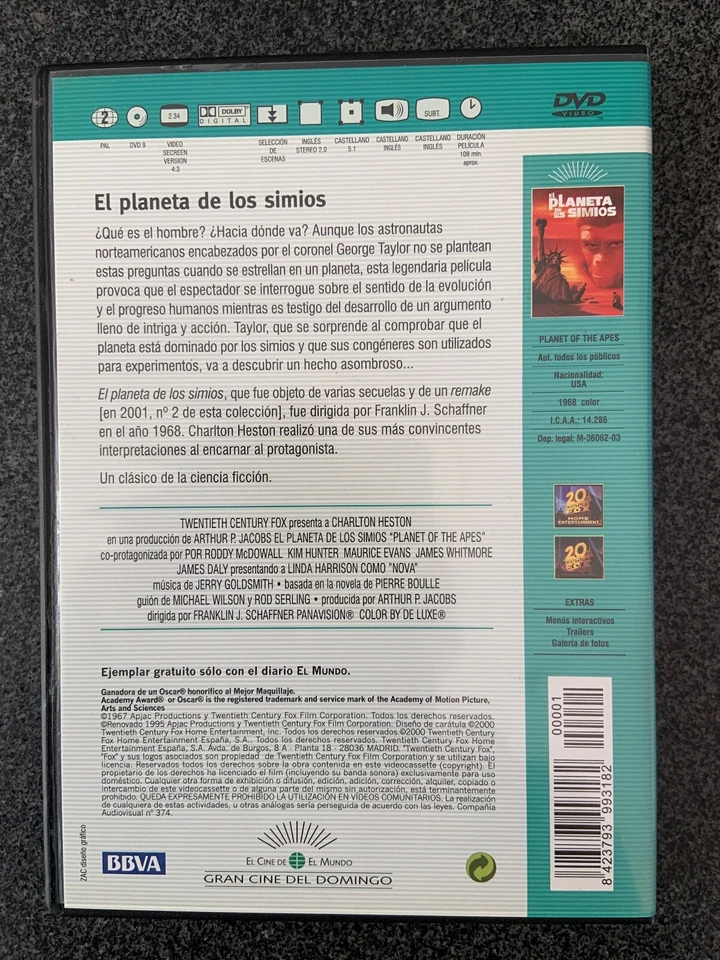 2
2.34
DOLBY
DIGITAL
SUBT.
DVD
VIDEO
PAL
DVD 9
VIDEO
SECREEN
VERSION
4:3
SELECCIÓN
DE
ESCENAS
INGLÉS
STEREO 2.0
CASTELLANO
5.1
CASTELLANO
INGLÉS
CASTELLANO
INGLÉS
DURACIÓN
PELÍCULA
108 min.
aprox.
El planeta de los simios
¿Qué es el hombre? ¿Hacia dónde va? Aunque los astronautas
norteamericanos encabezados por el coronel George Taylor no se plantean
estas preguntas cuando se estrellan en un planeta, esta legendaria película
provoca que el espectador se interrogue sobre el sentido de la evolución
y el progreso humanos mientras es testigo del desarrollo de un argumento
lleno de intriga y acción. Taylor, que se sorprende al comprobar que el
planeta está dominado por los simios y que sus congéneres son utilizados
para experimentos, va a descubrir un hecho asombroso...
El planeta de los simios, que fue objeto de varias secuelas y de un remake
[en 2001, nº 2 de esta colección], fue dirigida por Franklin J. Schaffner
en el año 1968. Charlton Heston realizó una de sus más convincentes
interpretaciones al encarnar al protagonista.
Un clásico de la ciencia ficción.
TWENTIETH CENTURY FOX presenta a CHARLTON HESTON
en una producción de ARTHUR P. JACOBS EL PLANETA DE LOS SIMIOS "PLANET OF THE APES"
co-protagonizada por POR RODDY McDOWALL KIM HUNTER MAURICE EVANS JAMES WHITMORE
JAMES DALY presentando a LINDA HARRISON COMO "NOVA"
música de JERRY GOLDSMITH • basada en la novela de PIERRE BOULLE
guión de MICHAEL WILSON y ROD SERLING • producida por ARTHUR P. JACOBS
dirigida por FRANKLIN J. SCHAFFNER PANAVISION® COLOR BY DE LUXE®
Ejemplar gratuito sólo con el diario EL MUNDO.
Ganadora de un Oscar® honorífico al Mejor Maquillaje.
Academy Award® or Oscar® is the registered trademark and service mark of the Academy of Motion Picture,
Arts and Sciences
©1967 Apjac Productions y Twentieth Century Fox Film Corporation. Todos los derechos reservados.
©Renovado 1995 Apjac Productions y Twentieth Century Fox Film Corporation. Diseño de carátula ©2000
Twentieth Century Fox Home Entertainment, Inc. Todos los derechos reservados.©2000 Twentieth Century
Fox Home Entertainment España, S.A.. Todos los derechos reservados. Twentieth Century Fox Home
Entertainment España, S.A. Avda. de Burgos, 8 A - Planta 18 - 28036 MADRID. "Twentieth Century Fox",
"Fox" y sus logos asociados son propiedad de Twentieth Century Fox Film Corporation y se utilizan bajo
licencia. Reservados todos los derechos sobre la obra contenida en este videocassette (copyright). El
propietario de los derechos ha licenciado el film (incluyendo su banda sonora) exclusivamente para uso
doméstico. Cualquier otra forma de exhibición o difusión, edición, adición, corrección, alquiler, copiado o
intercambio de este videocassette o de alguna parte del mismo sin autorización, está terminantemente
prohibido. QUEDA EXPRESAMENTE PROHIBIDO LA UTILIZACIÓN EN VÍDEOS COMUNITARIOS. La realización
de cualquiera de estas actividades, u otras análogas sería perseguida de acuerdo con la ley. Compañía
Audiovisual nº 374.
ZAC diseño gráfico
BBVA
EL CINE DE EL MUNDO
GRAN CINE DEL DOMINGO
EL PLANETA
DE LOS SIMIOS
PLANET OF THE APES
Aut. todos los públicos
Nacionalidad:
USA
1968 color
I.C.A.A.: 14.286
Dep. legal: M-36062-03
20
CENTURY
FOX
HOME
ENTERTAINMENT
20
CENTURY
FOX
EXTRAS
Menús interactivos
Trailers
Galería de fotos
00001
8 423793 993182